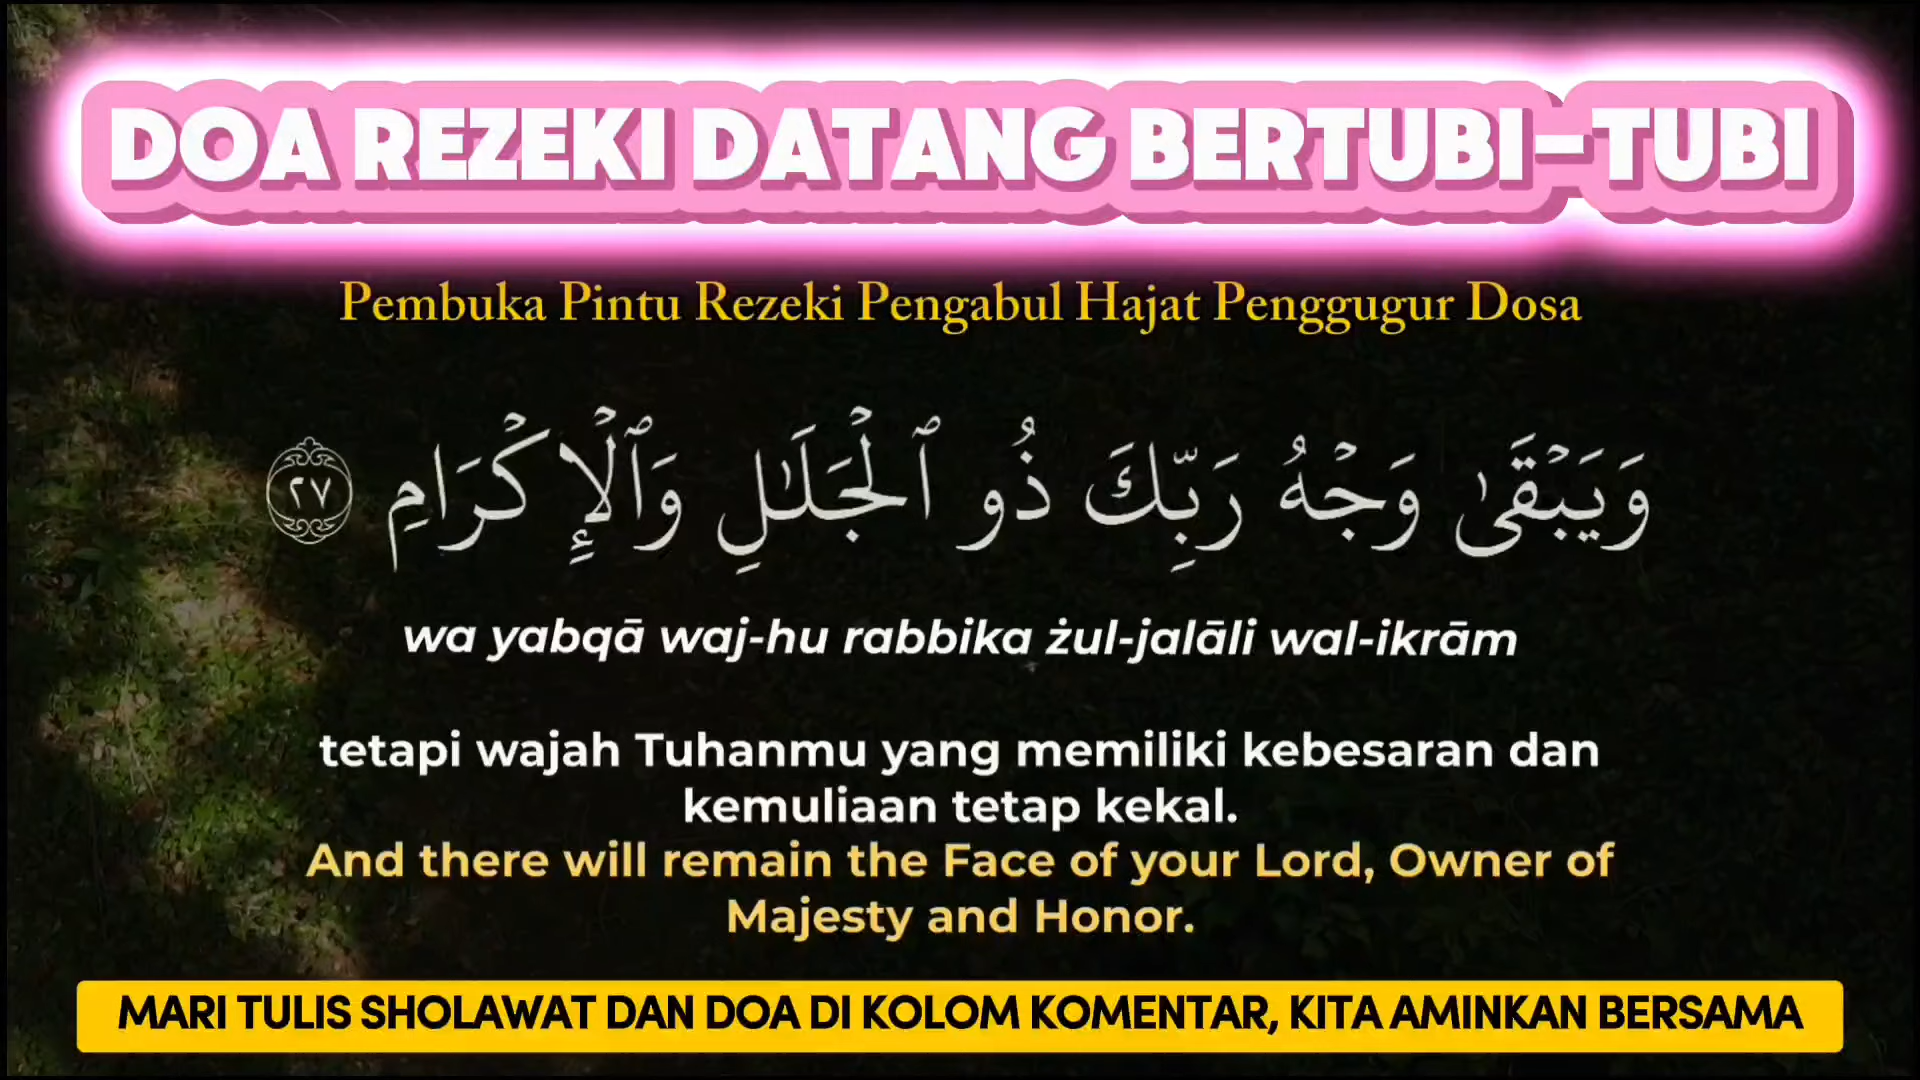 DOA REZEKI DATANG BERTUBI-TUBI
Pembuka Pintu Rezeki Pengabul Hajat Penggugur Dosa
وَيَبْقَىٰ وَجْهُ رَبِّكَ ذُو ٱلْجَلَـٰلِ وَٱلْإِكْرَامِ ٢٧
wa yabqā waj-hu rabbika żul-jalāli wal-ikrām
tetapi wajah Tuhanmu yang memiliki kebesaran dan
kemuliaan tetap kekal.
And there will remain the Face of your Lord, Owner of
Majesty and Honor.
MARI TULIS SHOLAWAT DAN DOA DI KOLOM KOMENTAR, KITA AMINKAN BERSAMA